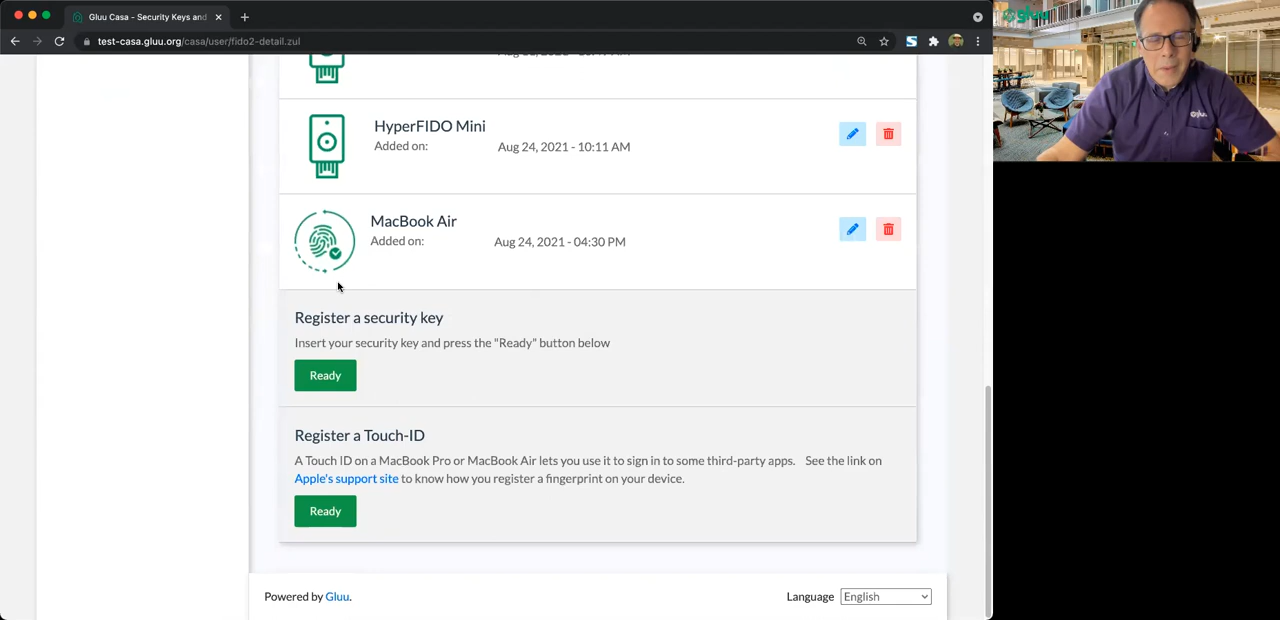 Gluu Casa - Security Keys and
test-casa.gluu.org/casa/user/fido2-detail.zul
gluu
HyperFIDO Mini
Added on: Aug 24, 2021 - 10:11 AM
MacBook Air
Added on: Aug 24, 2021 - 04:30 PM
Register a security key
Insert your security key and press the "Ready" button below
Ready
Register a Touch-ID
A Touch ID on a MacBook Pro or MacBook Air lets you use it to sign in to some third-party apps. See the link on
Apple's support site to know how you register a fingerprint on your device.
Ready
Powered by Gluu.
Language English